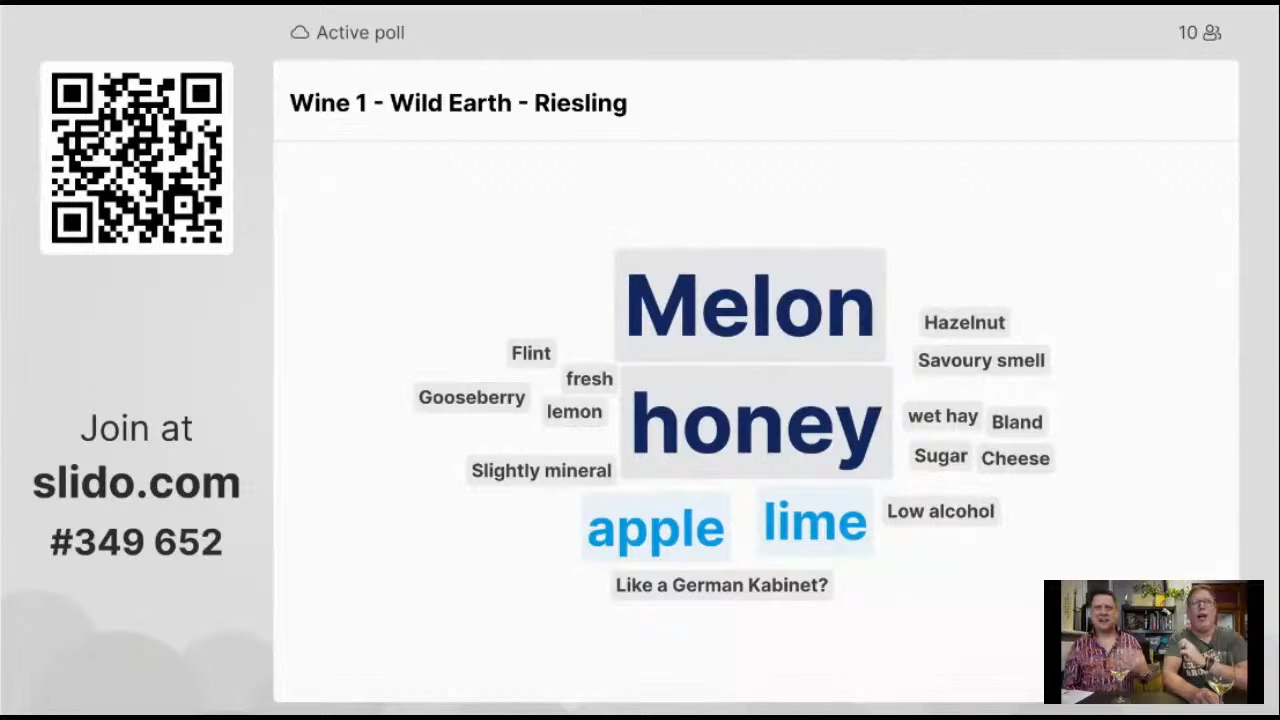 Active poll
10
Wine 1 - Wild Earth - Riesling
Melon
Hazelnut
Flint
Savoury smell
fresh
Gooseberry
lemon
honey
wet hay
Bland
Sugar
Cheese
Slightly mineral
apple
lime
Low alcohol
Like a German Kabinet?
Join at
slido.com
#349 652